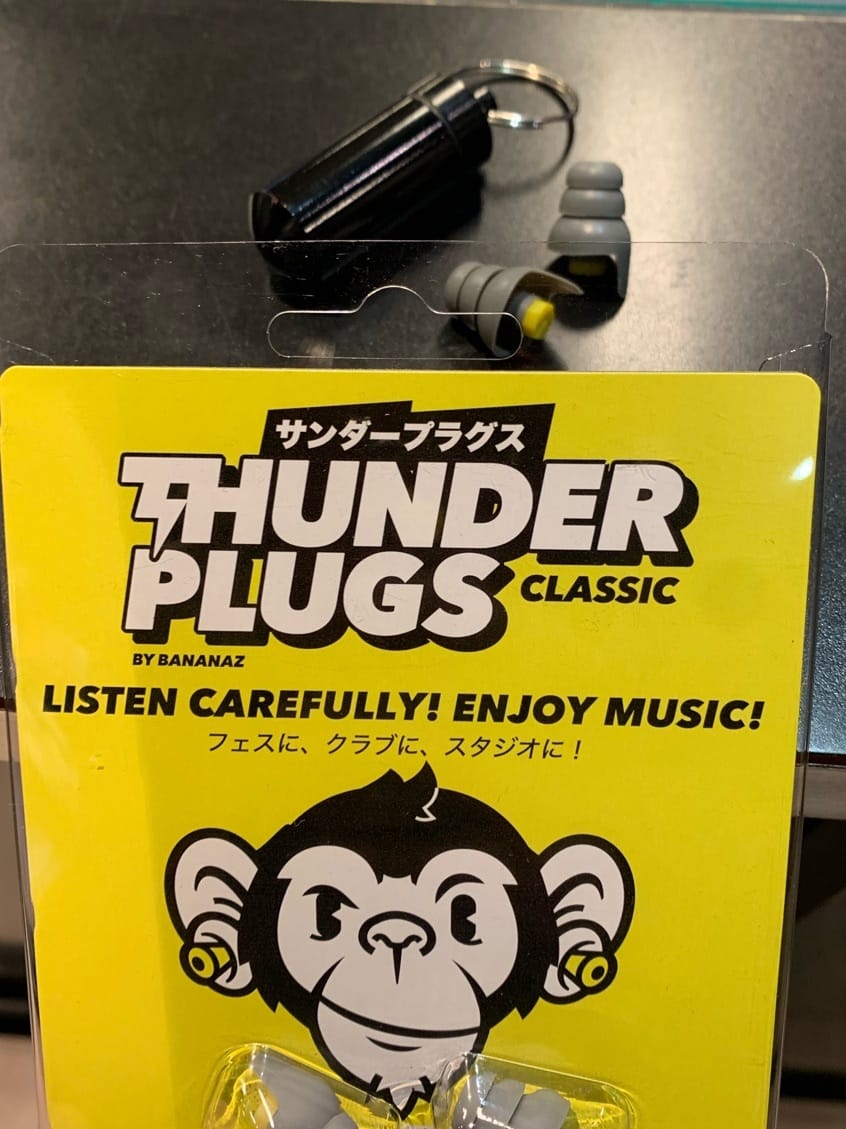 サンダープラグス
THUNDER
PLUGS CLASSIC
BY BANANAZ
LISTEN CAREFULLY! ENJOY MUSIC!
フェスに、クラブに、スタジオに！